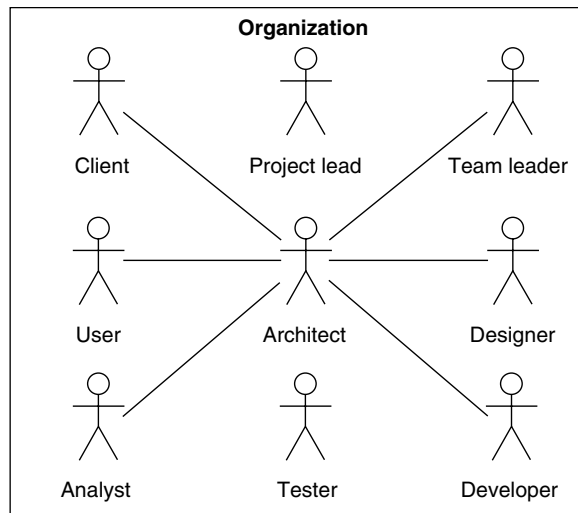 Organization
Client
Project lead
Team leader
User
Architect
Designer
Analyst
Tester
Developer